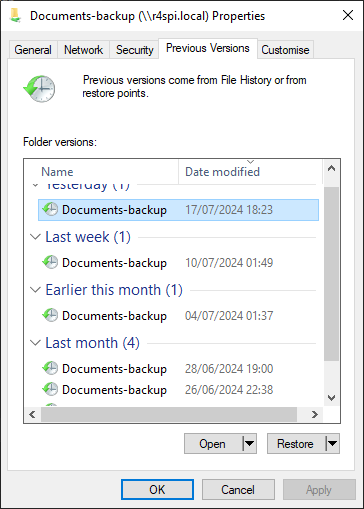 Documents-backup (\\r4spi.local) Properties
General Network Security Previous Versions Customise
Previous versions come from File History or from
restore points.
Folder versions:
Name Date modified
Yesterday (1)
Documents-backup 17/07/2024 18:23
Last week (1)
Documents-backup 10/07/2024 01:49
Earlier this month (1)
Documents-backup 04/07/2024 01:37
Last month (4)
Documents-backup 28/06/2024 19:00
Documents-backup 26/06/2024 22:38
Open Restore
OK Cancel Apply